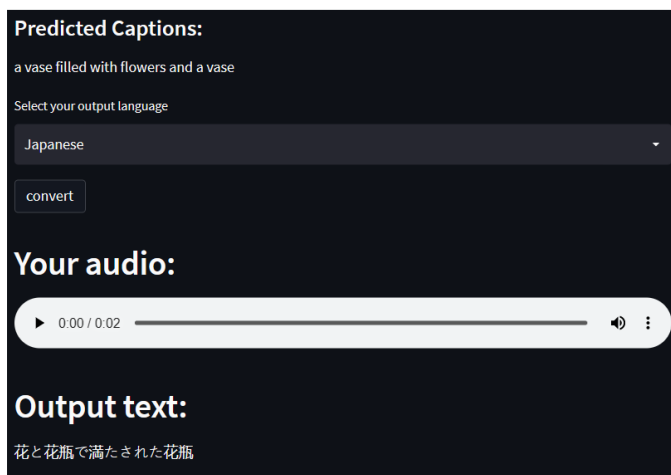 Predicted Captions:
a vase filled with flowers and a vase
Select your output language
Japanese
convert
Your audio:
0:00 / 0:02
Output text:
花と花瓶で満たされた花瓶